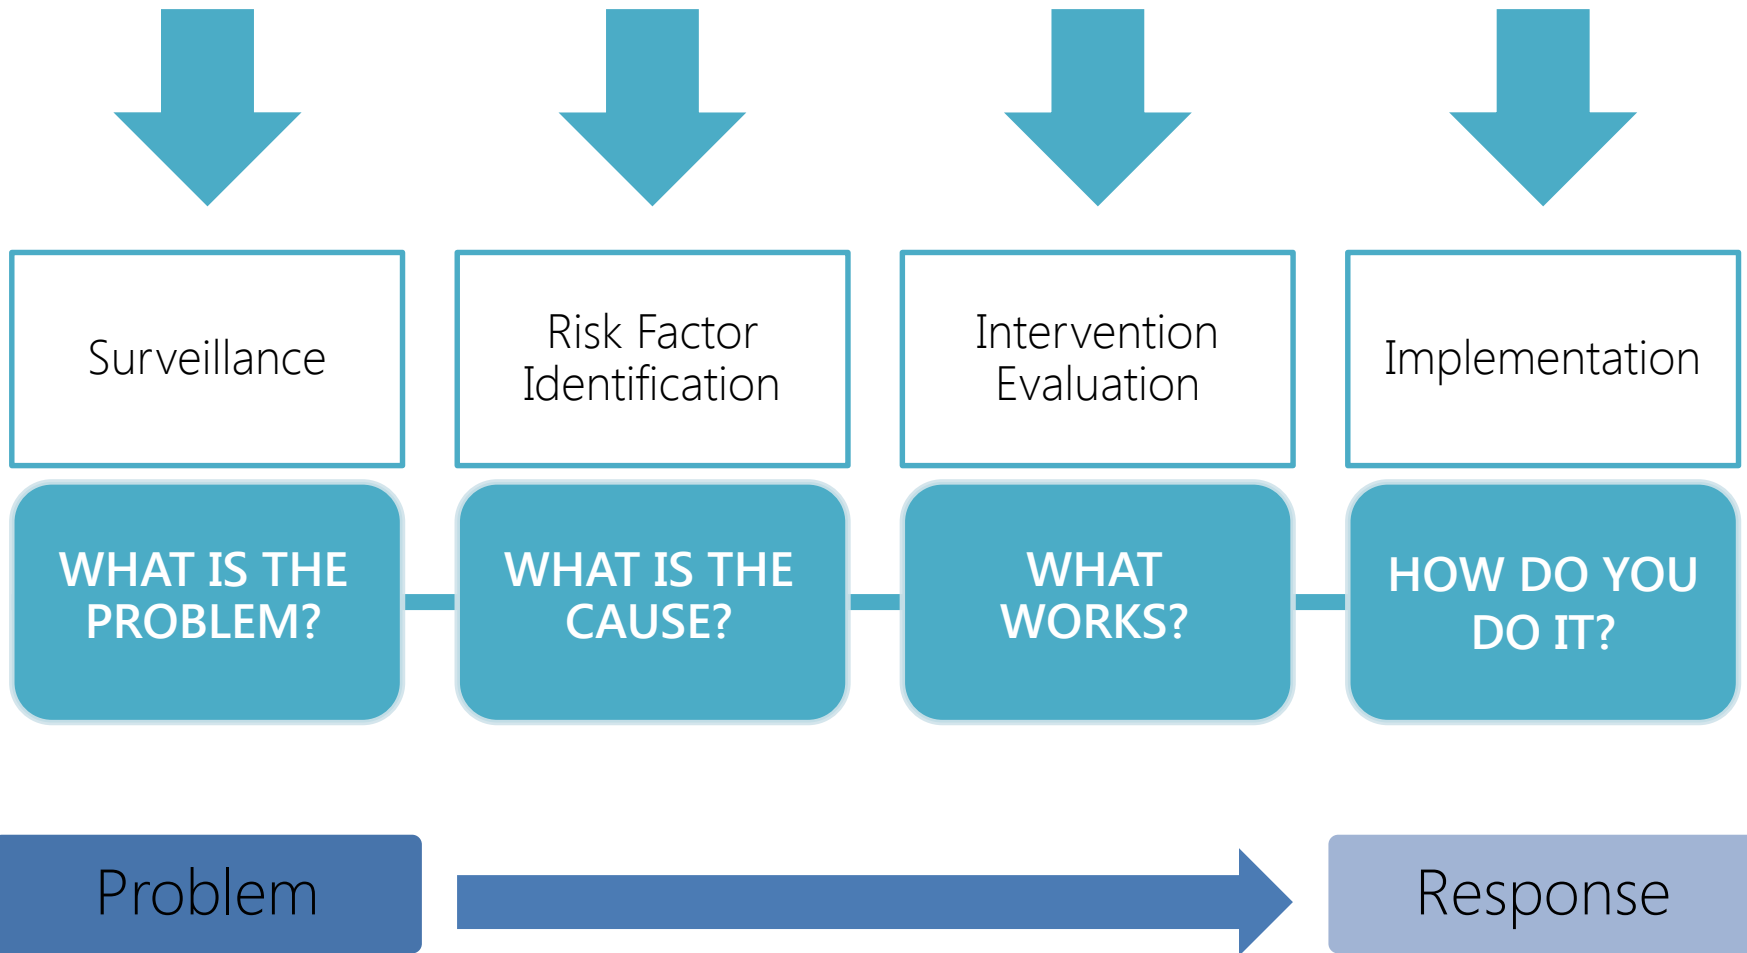 Surveillance
Risk Factor
Identification
Intervention
Evaluation
Implementation
WHAT IS THE
PROBLEM?
WHAT IS THE
CAUSE?
WHAT
WORKS?
HOW DO YOU
DO IT?
Problem
Response